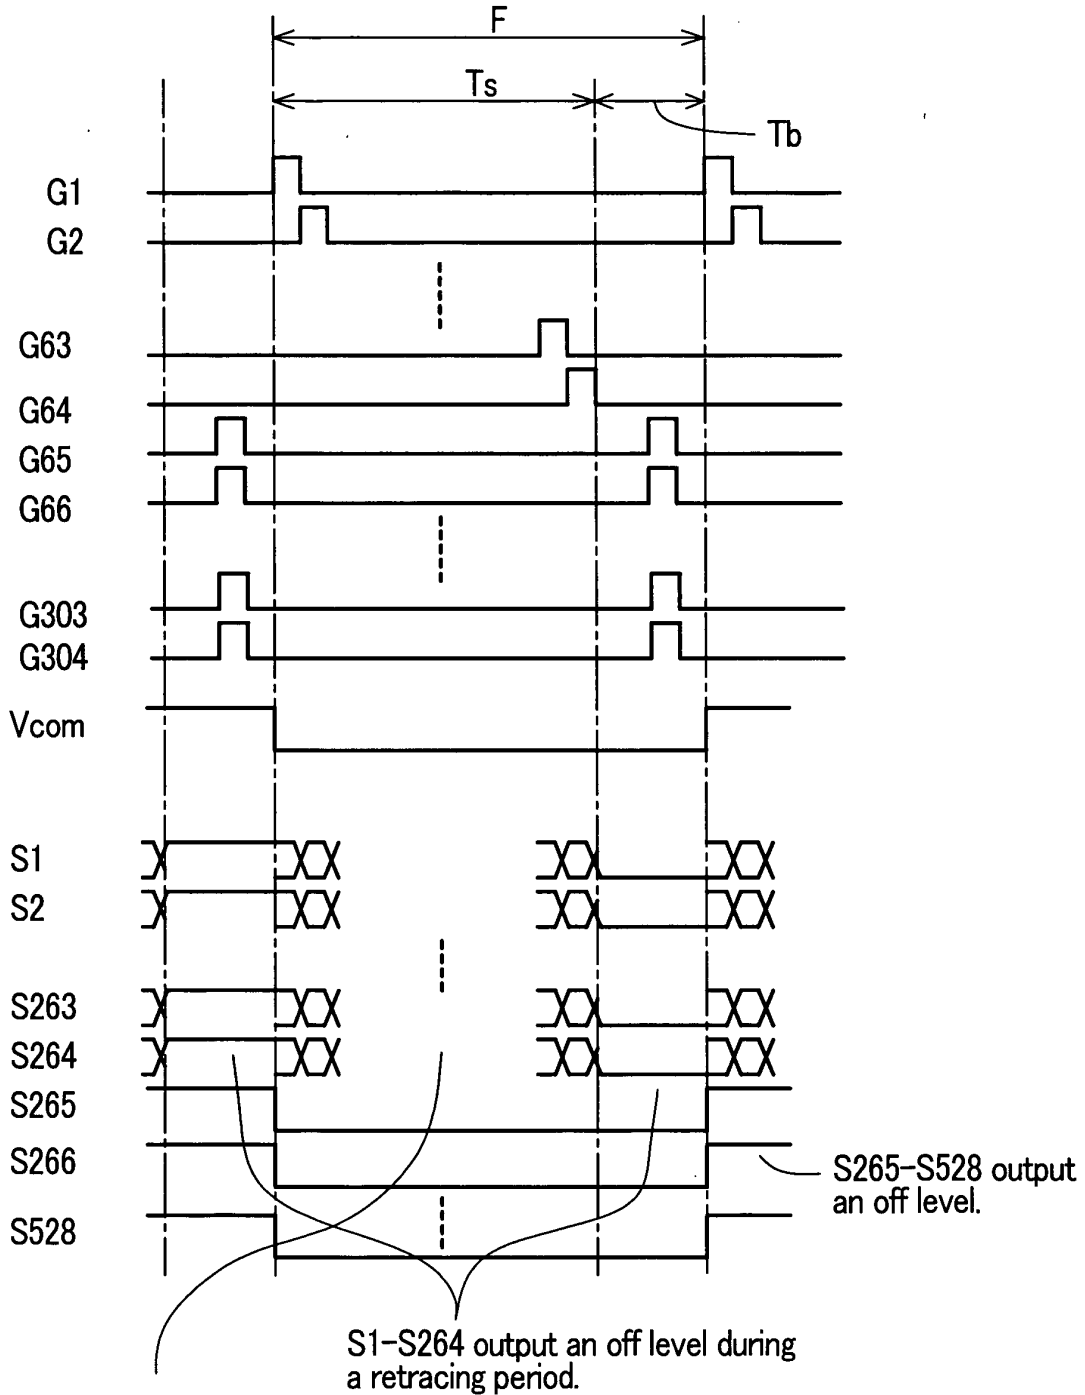 F
Ts
Tb
G1
G2
G63
G64
G65
G66
G303
G304
Vcom
S1
S2
S263
S264
S265
S266
S528
S265-S528 output
an off level.
S1-S264 output an off level during
a retracing period.